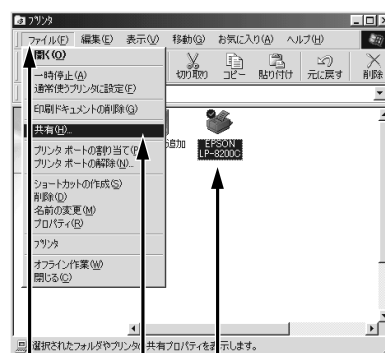 プリンタ
ファイル(F) 編集(E) 表示(V) 移動(G) お気に入り(A) ヘルプ(H)
切り取り コピー 貼り付け 元に戻す 削除
開く(O)
一時停止(A)
通常使うプリンタに設定(F)
印刷ドキュメントの削除(G)
共有(H)...
プリンタ ポートの割り当て(P)
プリンタ ポートの解除(N)...
ショートカットの作成(S)
削除(D)
名前の変更(M)
プロパティ(R)
プリンタ
オフライン作業(W)
閉じる(C)
追加
EPSON
LP-8200C
選択されたフォルダやプリンタの共有プロパティを表示します。